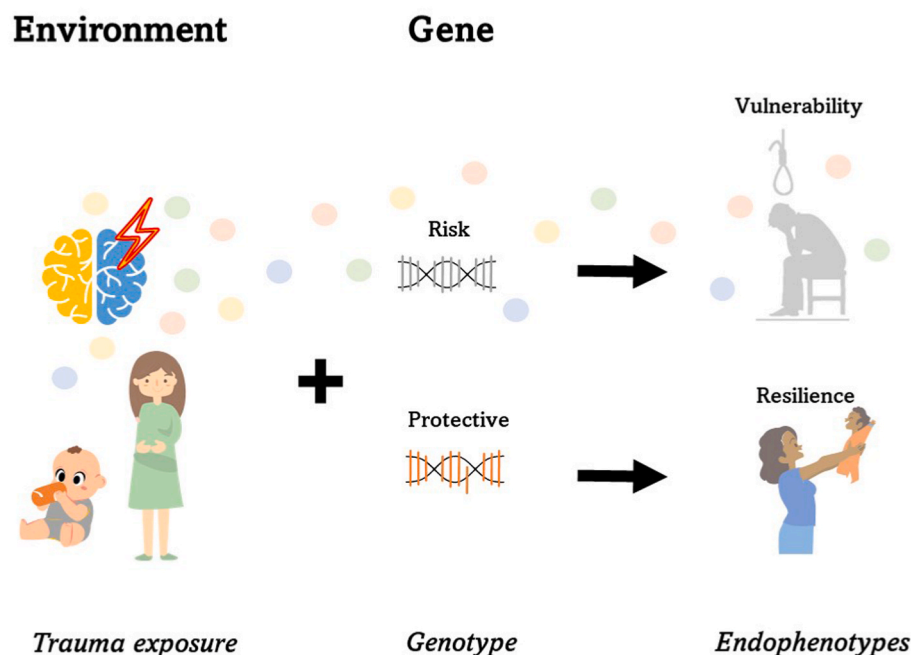 Environment
Gene
Vulnerability
Risk
Protective
Resilience
Trauma exposure
Genotype
Endophenotypes